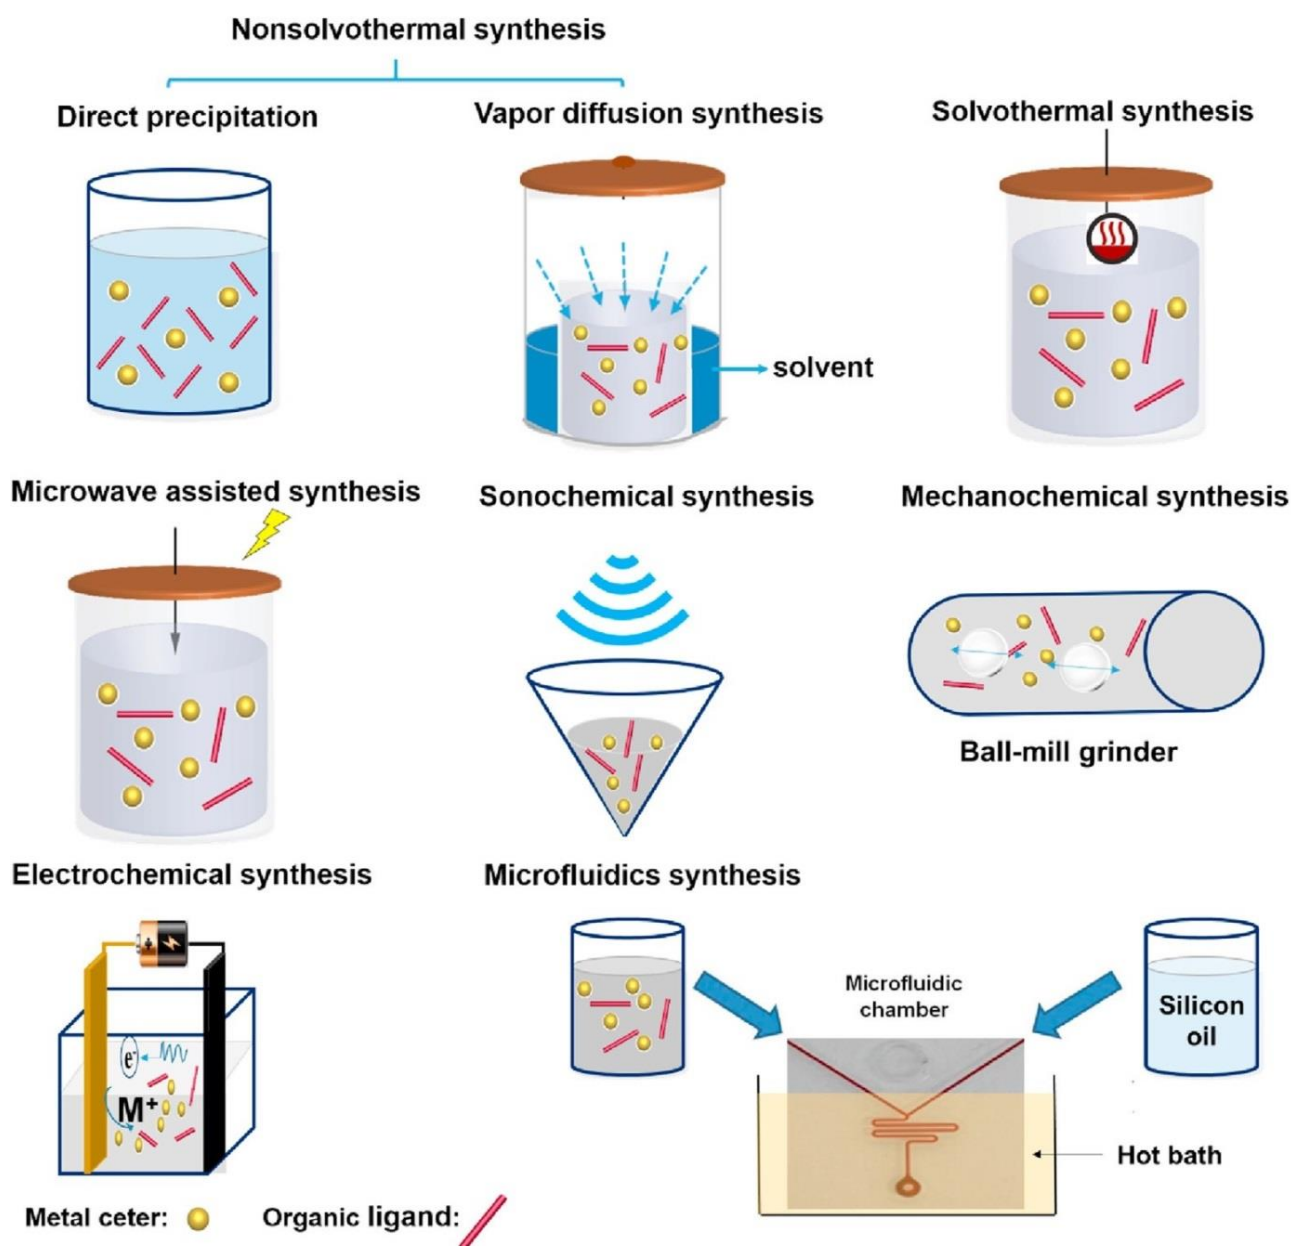 Nonsolvothermal synthesis
Direct precipitation
Vapor diffusion synthesis
Solvothermal synthesis
solvent
Microwave assisted synthesis
Sonochemical synthesis
Mechanochemical synthesis
Ball-mill grinder
Electrochemical synthesis
Microfluidics synthesis
e-
M+
Microfluidic
chamber
Silicon
oil
Hot bath
Metal ceter:
Organic ligand: